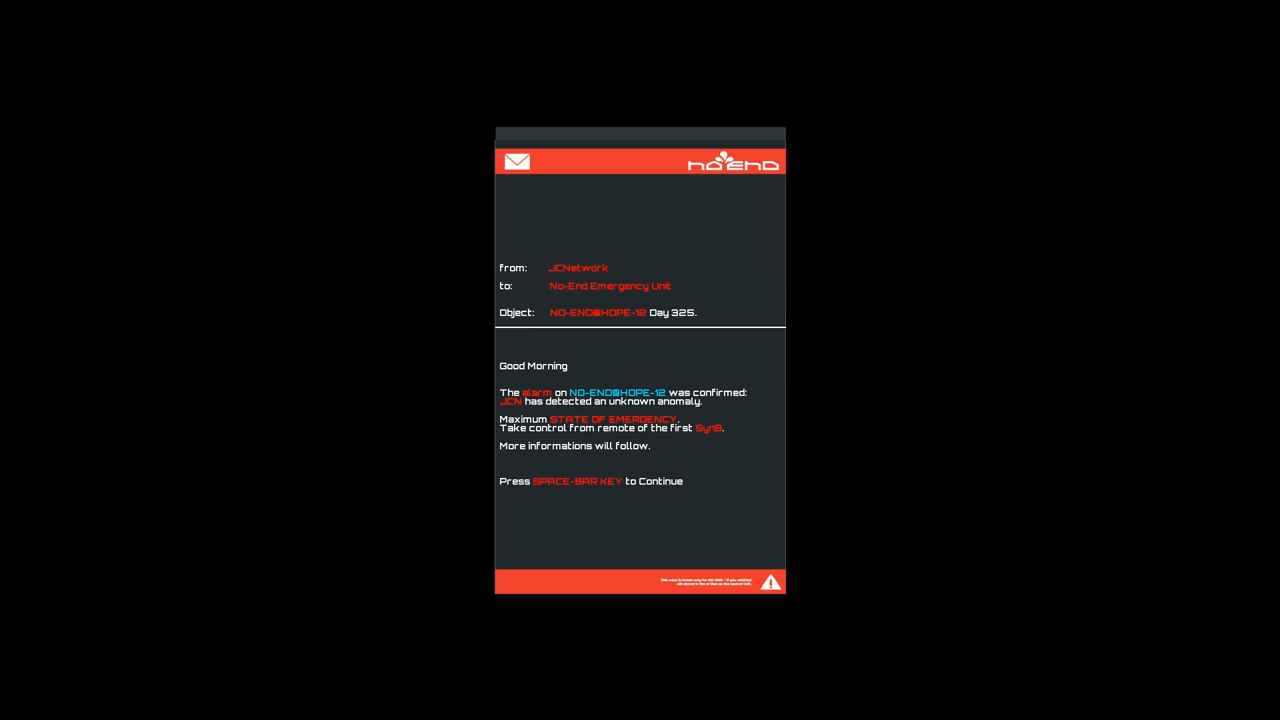 no End
from: JCNetwork
to: No-End Emergency Unit
Object: NO-END@HOPE-12 Day 325.
Good Morning
The alarm on NO-END@HOPE-12 was confirmed:
JCN has detected an unknown anomaly.
Maximum STATE OF EMERGENCY.
Take control from remote of the first SynB.
More informations will follow.
Press SPACE-BAR KEY to Continue